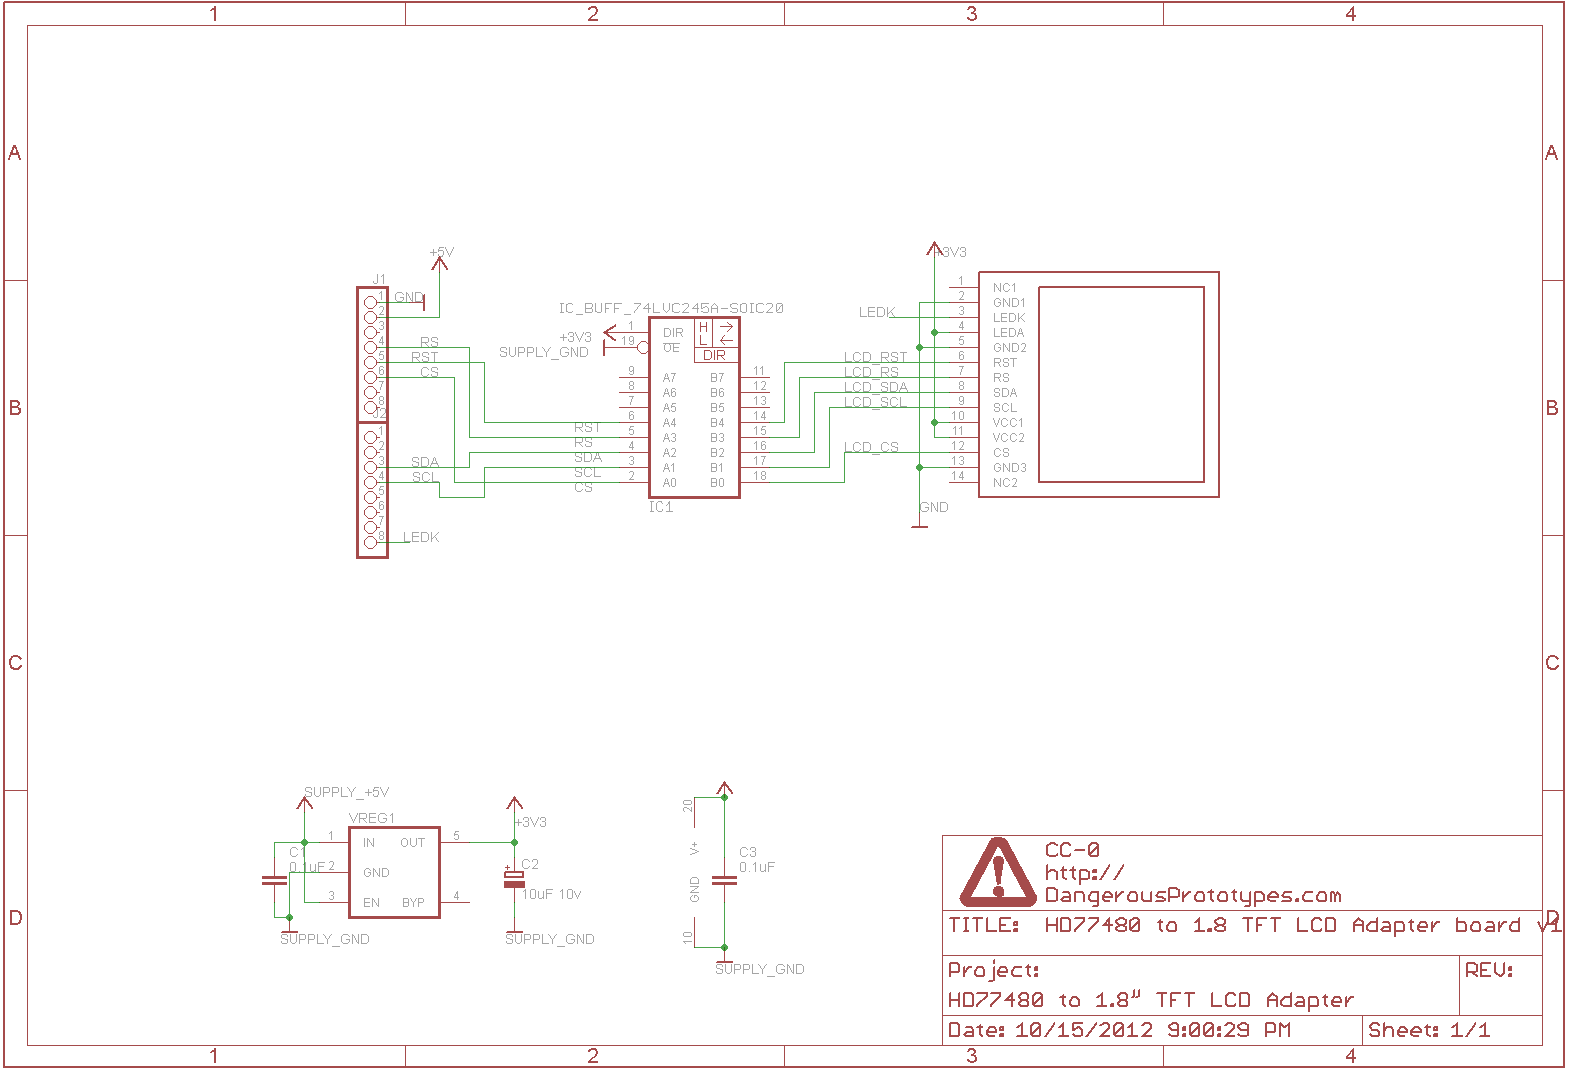 1 2 3 4
A A
B B
C C
D D
+5V
J1
1 GND
2
3
4 RS
5 RST
6 CS
7
8
J2
1
2
3 SDA
4 SCL
5
6
7
8 LEDK
IC_BUFF_74LVC245A-SOIC20
+3V3 1 DIR H
SUPPLY_GND 19 OE L
DIR
9 A7 B7 11
8 A6 B6 12
7 A5 B5 13
6 A4 B4 14
RST 5 A3 B3 15
RS 4 A2 B2 16
SDA 3 A1 B1 17
SCL 2 A0 B0 18
CS
IC1
+3V3
LEDK
LCD_RST
LCD_RS
LCD_SDA
LCD_SCL
LCD_CS
GND
1 NC1
2 GND1
3 LEDK
4 LEDA
5 GND2
6 RST
7 RS
8 SDA
9 SCL
10 VCC1
11 VCC2
12 CS
13 GND3
14 NC2
SUPPLY_+5V
VREG1
1 IN OUT 5
2 GND
3 EN BYP 4
C1
0.1uF
SUPPLY_GND
+3V3
C2
10uF 10v
SUPPLY_GND
20
V+
GND
10
C3
0.1uF
SUPPLY_GND
CC-0
http://
DangerousPrototypes.com
TITLE: HD77480 to 1.8 TFT LCD Adapter board v1
Project: REV:
HD77480 to 1.8" TFT LCD Adapter
Date: 10/15/2012 9:00:29 PM Sheet: 1/1
1 2 3 4